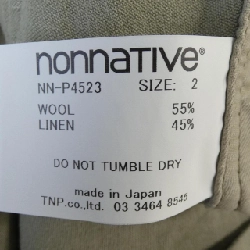 nonnative®
NN-P4523 SIZE: 2
WOOL 55%
LINEN 45%
DO NOT TUMBLE DRY
made in Japan
TNP.co,ltd. 03 3464 8545